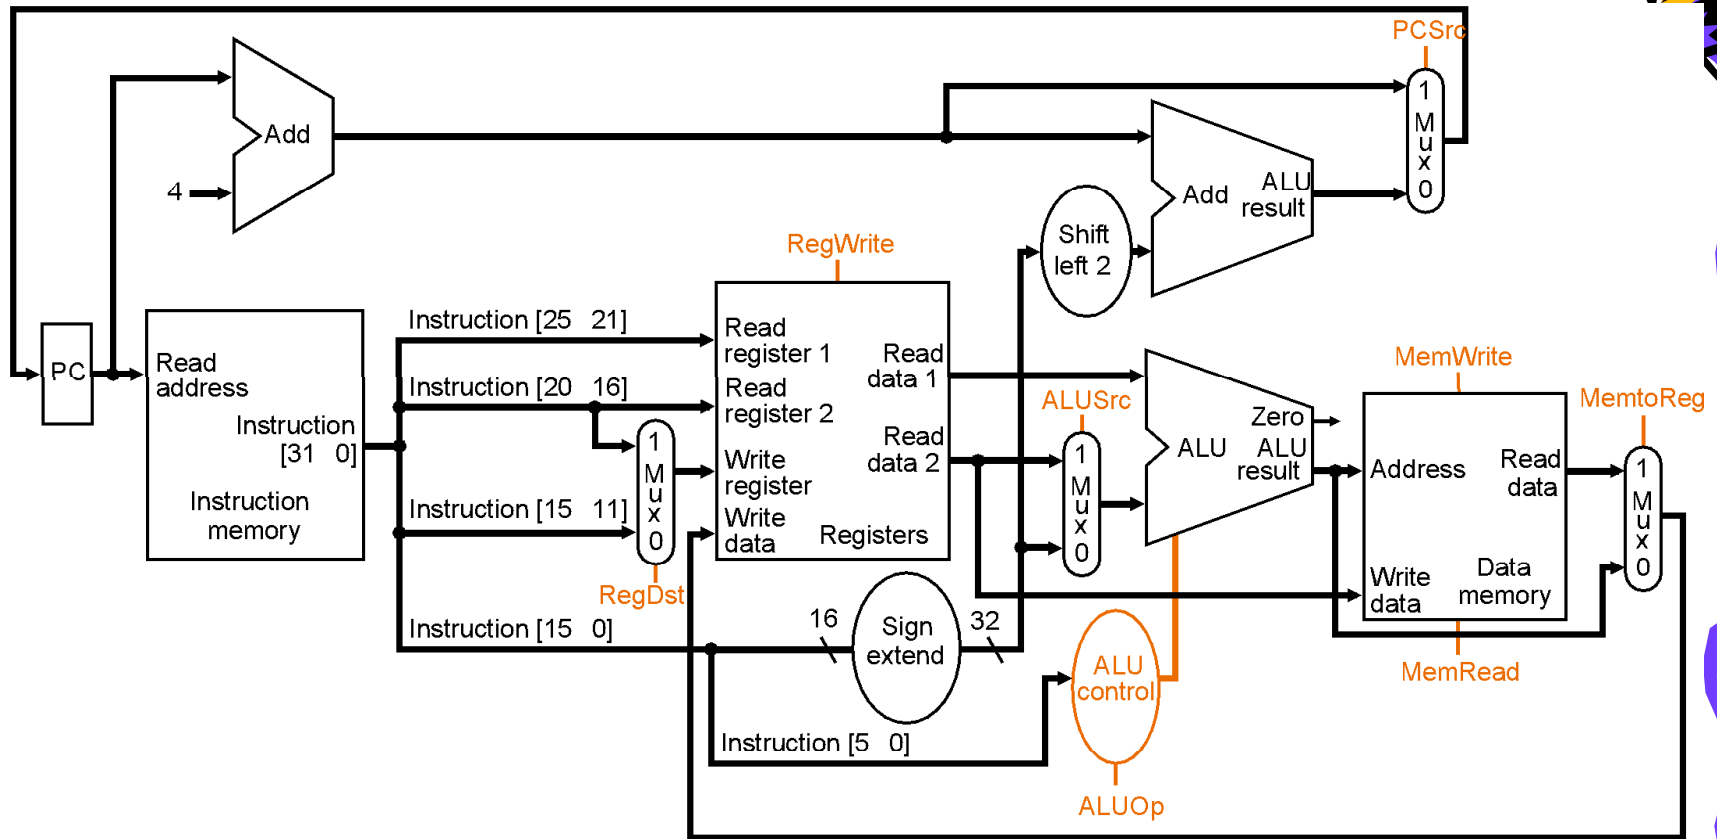 PCSrc
1
M
u
x
0
Add
4
Add
ALU
result
Shift
left 2
RegWrite
PC
Read
address
Instruction
[31 0]
Instruction
memory
Instruction [25 21]
Instruction [20 16]
Instruction [15 11]
Instruction [15 0]
Instruction [5 0]
1
M
u
x
0
RegDst
Read
register 1
Read
register 2
Write
register
Write
data
Read
data 1
Read
data 2
Registers
16
Sign
extend
32
ALUSrc
1
M
u
x
0
Zero
ALU
ALU
result
ALU
control
ALUOp
MemWrite
Address
Read
data
Write
data
Data
memory
MemRead
MemtoReg
1
M
u
x
0